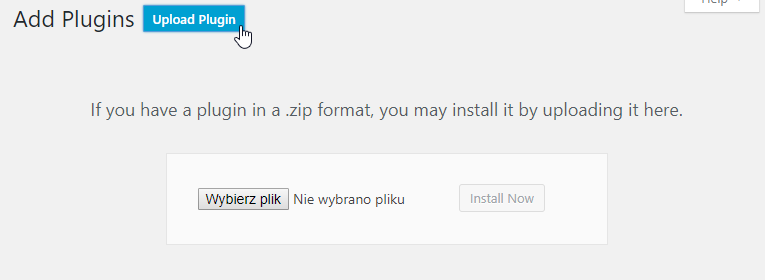 Add Plugins Upload Plugin
Help
If you have a plugin in a .zip format, you may install it by uploading it here.
Wybierz plik Nie wybrano pliku Install Now